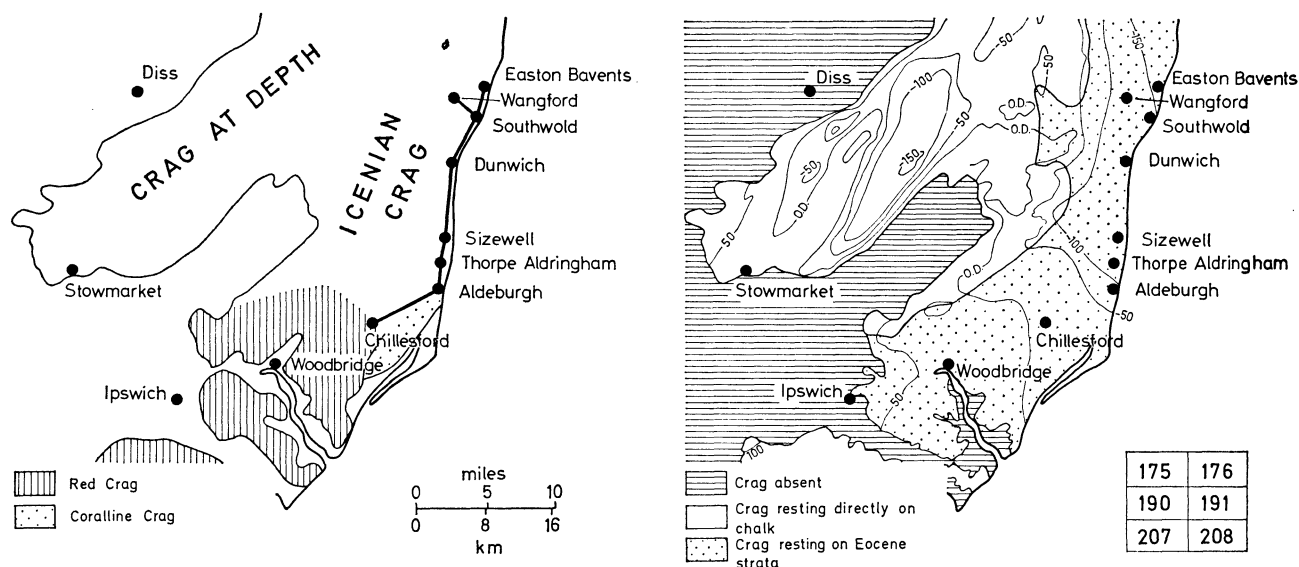 Diss
CRAG AT DEPTH
ICENIAN
CRAG
Easton Bavents
Wangford
Southwold
Dunwich
Sizewell
Thorpe Aldringham
Aldeburgh
Stowmarket
Chillesford
Woodbridge
Ipswich
Red Crag
Coralline Crag
miles
0 5 10
0 8 16
km
Diss
-50
-50
-150
-100
-50
O.D.
O.D.
-50
-150
-50
O.D.
-50
O.D.
-100
-50
50
100
Easton Bavents
Wangford
Southwold
Dunwich
Sizewell
Thorpe Aldringham
Aldeburgh
Stowmarket
Chillesford
Woodbridge
Ipswich
Crag absent
Crag resting directly on
chalk
Crag resting on Eocene
strata
175 176
190 191
207 208